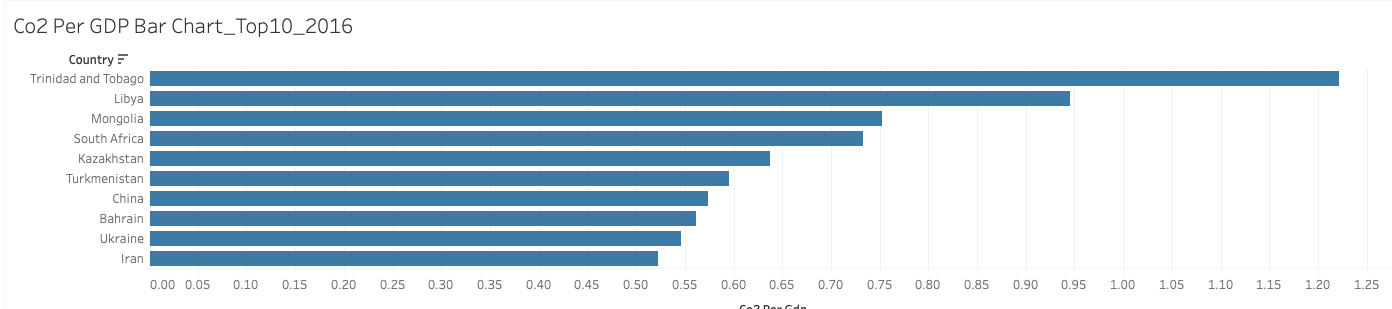 Co2 Per GDP Bar Chart_Top10_2016
Country
Trinidad and Tobago
Libya
Mongolia
South Africa
Kazakhstan
Turkmenistan
China
Bahrain
Ukraine
Iran
0.00 0.05 0.10 0.15 0.20 0.25 0.30 0.35 0.40 0.45 0.50 0.55 0.60 0.65 0.70 0.75 0.80 0.85 0.90 0.95 1.00 1.05 1.10 1.15 1.20 1.25
Co2 Per Gdp